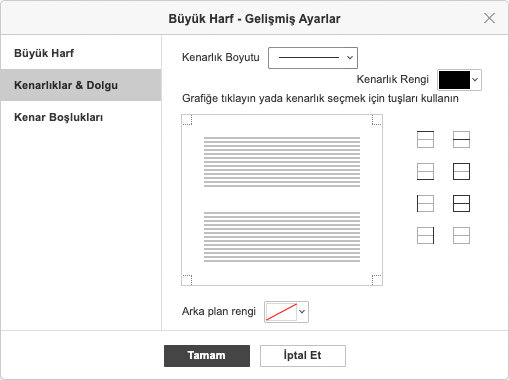 Büyük Harf - Gelişmiş Ayarlar
Büyük Harf
Kenarlıklar & Dolgu
Kenar Boşlukları
Kenarlık Boyutu
Kenarlık Rengi
Grafiğe tıklayın yada kenarlık seçmek için tuşları kullanın
Arka plan rengi
Tamam
İptal Et